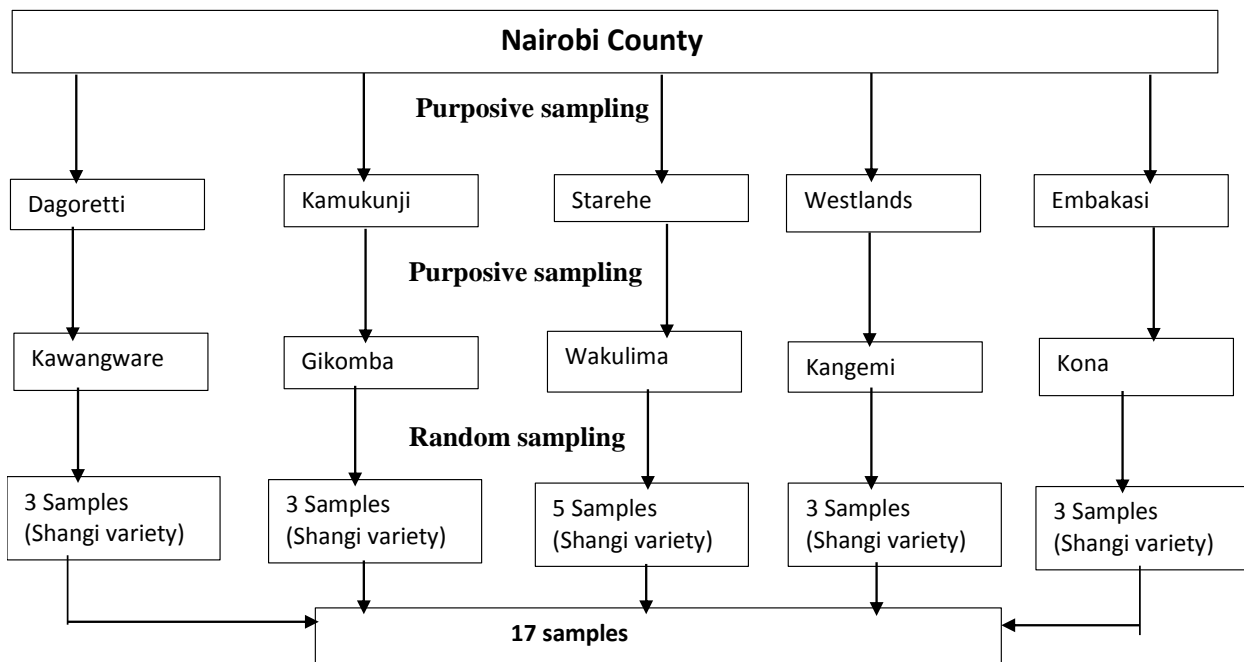 Nairobi County
Purposive sampling
Dagoretti
Kamukunji
Starehe
Westlands
Embakasi
Purposive sampling
Kawangware
Gikomba
Wakulima
Kangemi
Kona
Random sampling
3 Samples
(Shangi variety)
3 Samples
(Shangi variety)
5 Samples
(Shangi variety)
3 Samples
(Shangi variety)
3 Samples
(Shangi variety)
17 samples